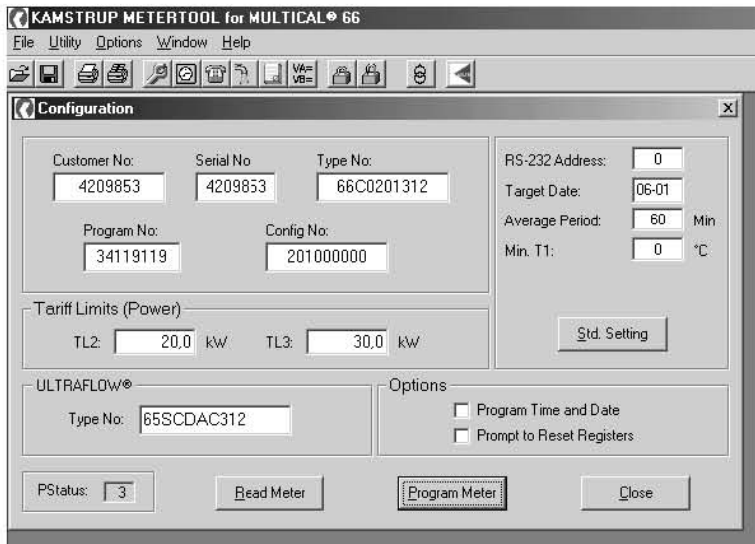 KAMSTRUP METERTOOL for MULTICAL® 66
File Utility Options Window Help
VA=
VB=
Configuration
Customer No: Serial No Type No:
4209853 4209853 66C0201312
Program No: Config No:
34119119 201000000
RS-232 Address: 0
Target Date: 06-01
Average Period: 60 Min
Min. T1: 0 °C
Std. Setting
Tariff Limits (Power)
TL2: 20,0 kW TL3: 30,0 kW
ULTRAFLOW®
Type No: 65SCDAC312
Options
Program Time and Date
Prompt to Reset Registers
PStatus: 3 Read Meter Program Meter Close